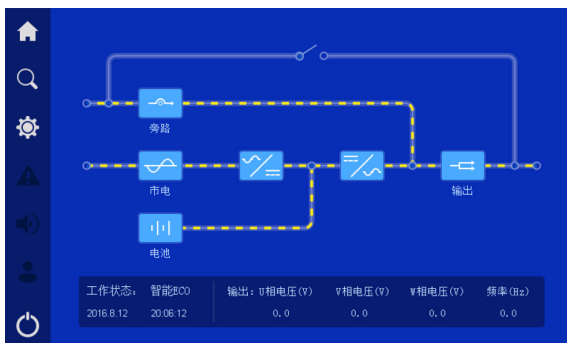 旁路
市电
输出
电池
工作状态: 智能ECO 输出: U相电压(V) V相电压(V) W相电压(V) 频率(Hz)
2016.8.12 20:06:12 0.0 0.0 0.0 0.0